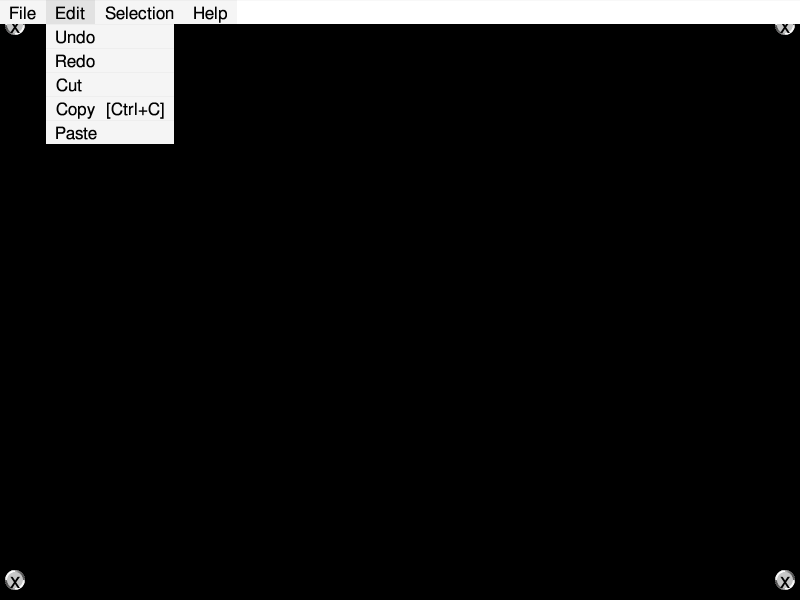 File Edit Selection Help
X X
Undo
Redo
Cut
Copy [Ctrl+C]
Paste
X X